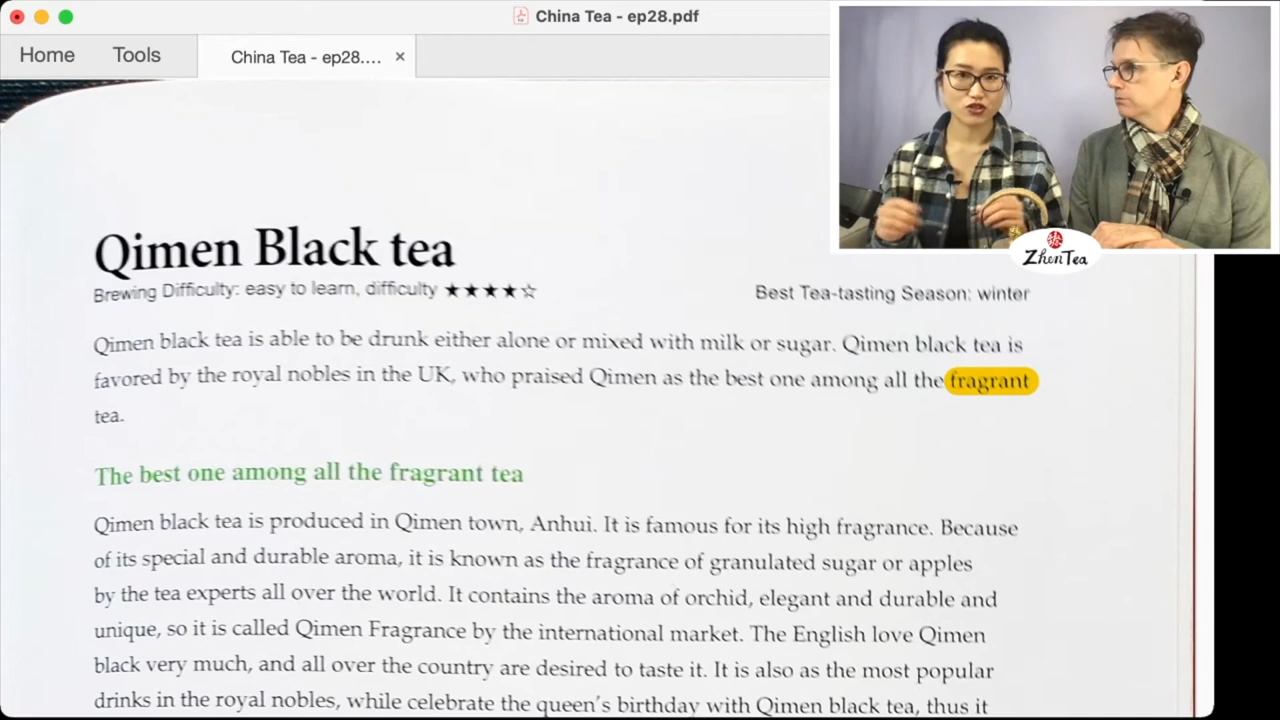 China Tea - ep28.pdf
Home
Tools
China Tea - ep28....
×
Zhen Tea
Qimen Black tea
Brewing Difficulty: easy to learn, difficulty ★★★★☆
Best Tea-tasting Season: winter
Qimen black tea is able to be drunk either alone or mixed with milk or sugar. Qimen black tea is
favored by the royal nobles in the UK, who praised Qimen as the best one among all the fragrant
tea.
The best one among all the fragrant tea
Qimen black tea is produced in Qimen town, Anhui. It is famous for its high fragrance. Because
of its special and durable aroma, it is known as the fragrance of granulated sugar or apples
by the tea experts all over the world. It contains the aroma of orchid, elegant and durable and
unique, so it is called Qimen Fragrance by the international market. The English love Qimen
black very much, and all over the country are desired to taste it. It is also as the most popular
drinks in the royal nobles, while celebrate the queen's birthday with Qimen black tea, thus it